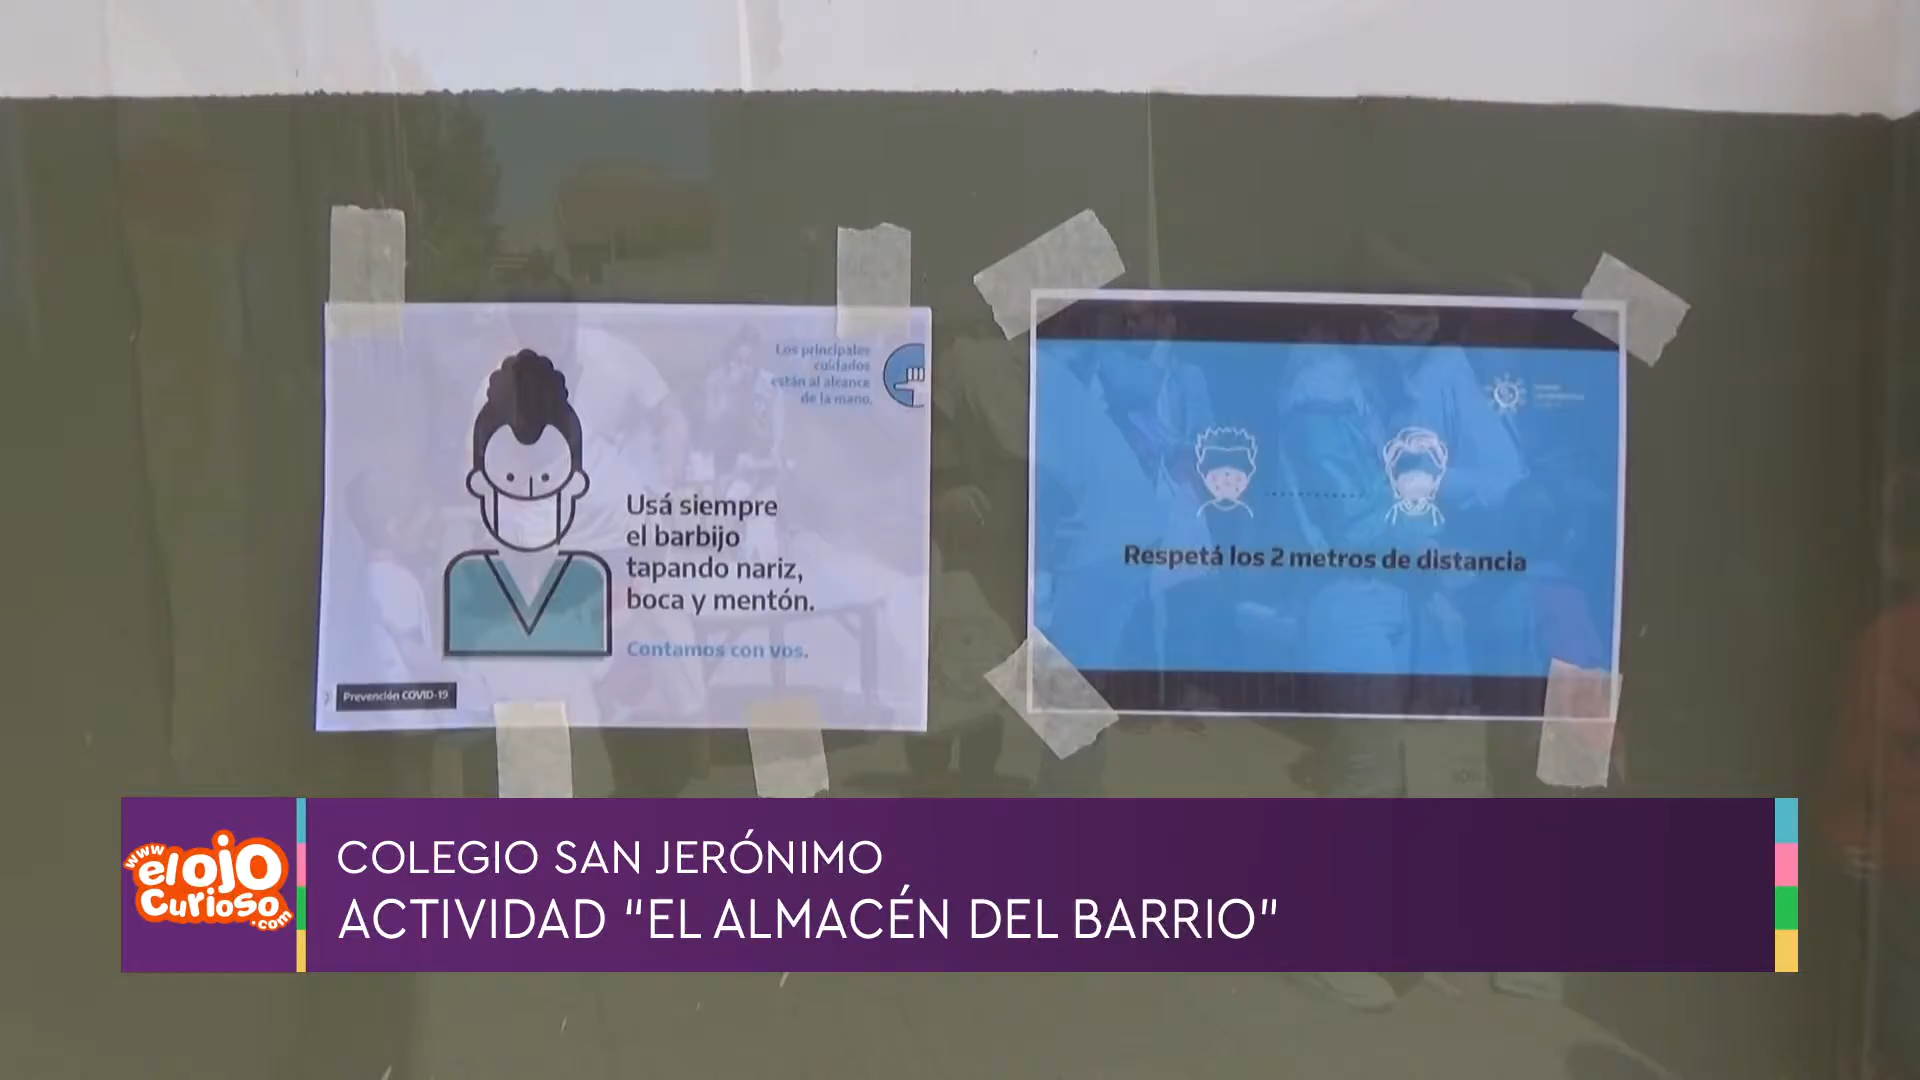 Los principales
cuidados
están al alcance
de la mano.
Usá siempre
el barbijo
tapando nariz,
boca y mentón.
Contamos con vos.
Prevención COVID-19
Respetá los 2 metros de distancia
www
el ojo
Curioso
.com
COLEGIO SAN JERÓNIMO
ACTIVIDAD “EL ALMACÉN DEL BARRIO”